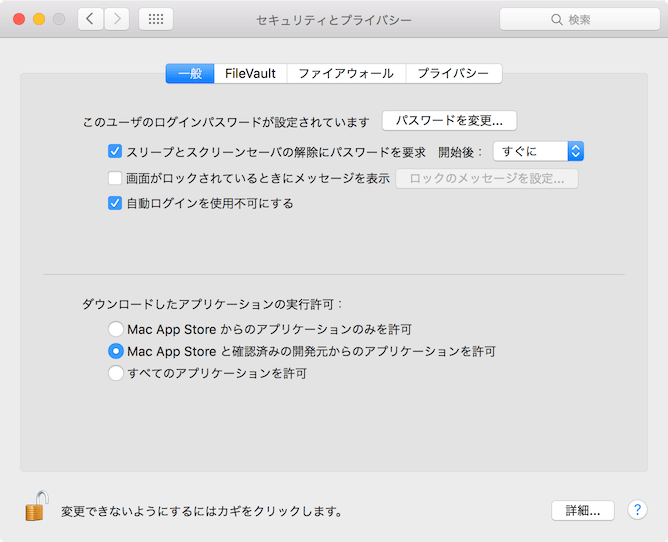 セキュリティとプライバシー
検索
一般 FileVault ファイアウォール プライバシー
このユーザのログインパスワードが設定されています パスワードを変更...
スリープとスクリーンセーバの解除にパスワードを要求 開始後： すぐに
画面がロックされているときにメッセージを表示 ロックのメッセージを設定...
自動ログインを使用不可にする
ダウンロードしたアプリケーションの実行許可：
Mac App Store からのアプリケーションのみを許可
Mac App Store と確認済みの開発元からのアプリケーションを許可
すべてのアプリケーションを許可
変更できないようにするにはカギをクリックします。 詳細... ?